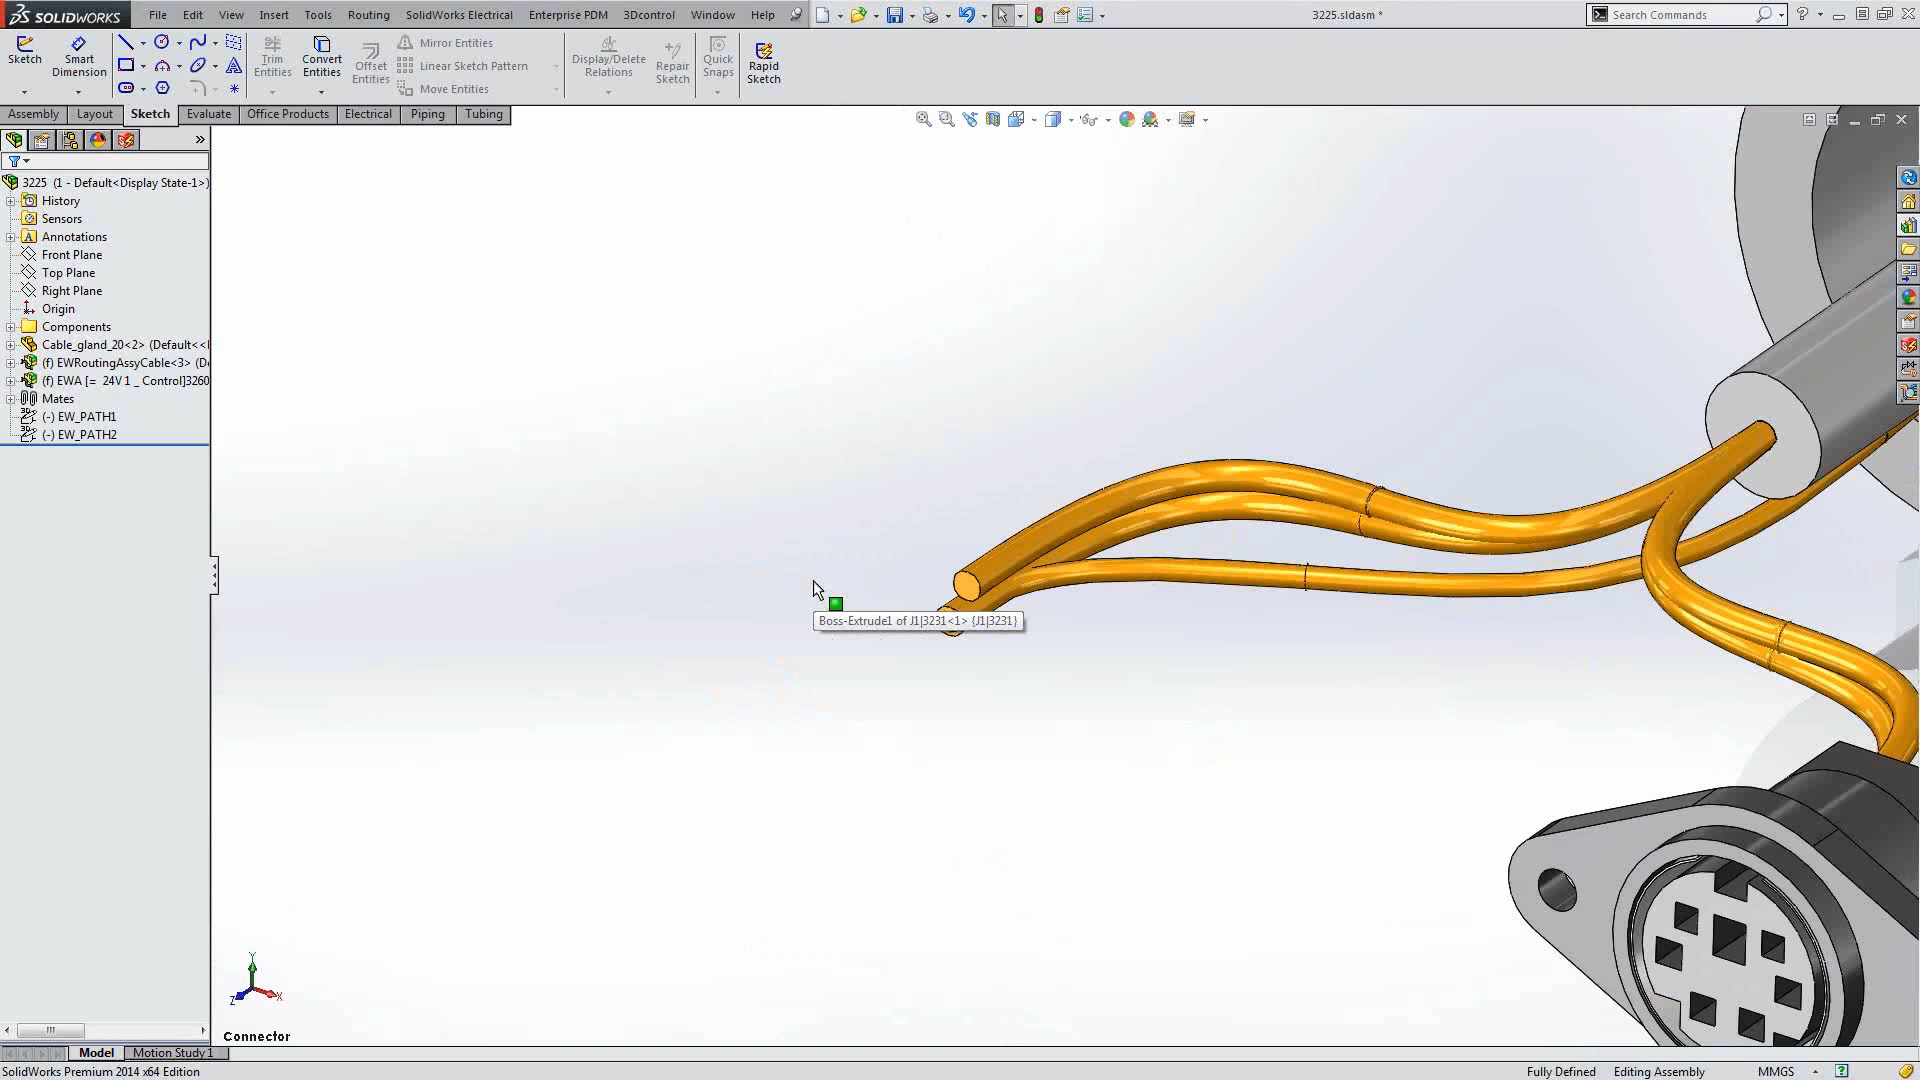 SOLIDWORKS File Edit View Insert Tools Routing SolidWorks Electrical Enterprise PDM 3Dcontrol Window Help 3225.sldasm * Search Commands
Sketch
Smart Dimension
Trim Entities
Convert Entities
Offset Entities
Mirror Entities
Linear Sketch Pattern
Move Entities
Display/Delete Relations
Repair Sketch
Quick Snaps
Rapid Sketch
Assembly Layout Sketch Evaluate Office Products Electrical Piping Tubing
3225 (1 - Default<Display State-1>)
History
Sensors
Annotations
Front Plane
Top Plane
Right Plane
Origin
Components
Cable_gland_20<2> (Default<<
(f) EWRoutingAssyCable<3> (D
(f) EWA [= 24V 1 _ Control]3260
Mates
(-) EW_PATH1
(-) EW_PATH2
Boss-Extrude1 of J1|3231<1> {J1|3231}
Y
Z X
Connector
Model Motion Study 1
SolidWorks Premium 2014 x64 Edition Fully Defined Editing Assembly MMGS